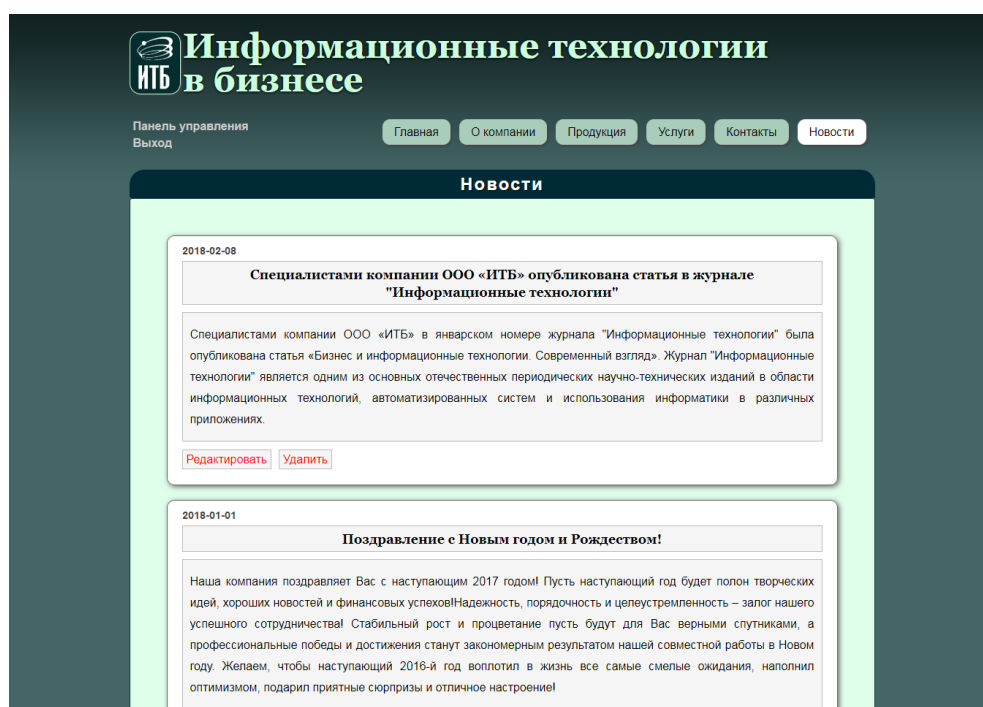 Информационные технологии
ИТБ в бизнесе
Панель управления
Выход
Главная О компании Продукция Услуги Контакты Новости
Новости
2018-02-08
Специалистами компании ООО «ИТБ» опубликована статья в журнале
"Информационные технологии"
Специалистами компании ООО «ИТБ» в январском номере журнала "Информационные технологии" была
опубликована статья «Бизнес и информационные технологии. Современный взгляд». Журнал "Информационные
технологии" является одним из основных отечественных периодических научно-технических изданий в области
информационных технологий, автоматизированных систем и использования информатики в различных
приложениях.
Редактировать Удалить
2018-01-01
Поздравление с Новым годом и Рождеством!
Наша компания поздравляет Вас с наступающим 2017 годом! Пусть наступающий год будет полон творческих
идей, хороших новостей и финансовых успехов!Надежность, порядочность и целеустремленность – залог нашего
успешного сотрудничества! Стабильный рост и процветание пусть будут для Вас верными спутниками, а
профессиональные победы и достижения станут закономерным результатом нашей совместной работы в Новом
году. Желаем, чтобы наступающий 2016-й год воплотил в жизнь все самые смелые ожидания, наполнил
оптимизмом, подарил приятные сюрпризы и отличное настроение!